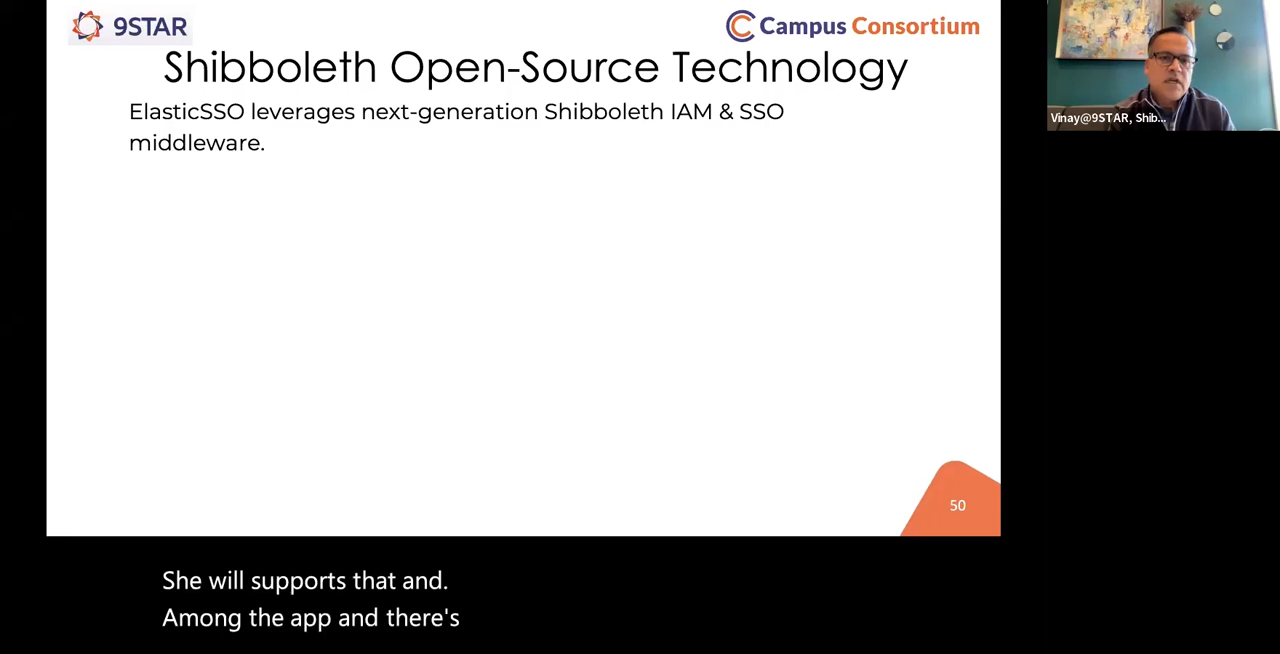 9STAR
Campus Consortium
Shibboleth Open-Source Technology
ElasticSSO leverages next-generation Shibboleth IAM & SSO
middleware.
Vinay@9STAR, Shib...
50
She will supports that and.
Among the app and there's